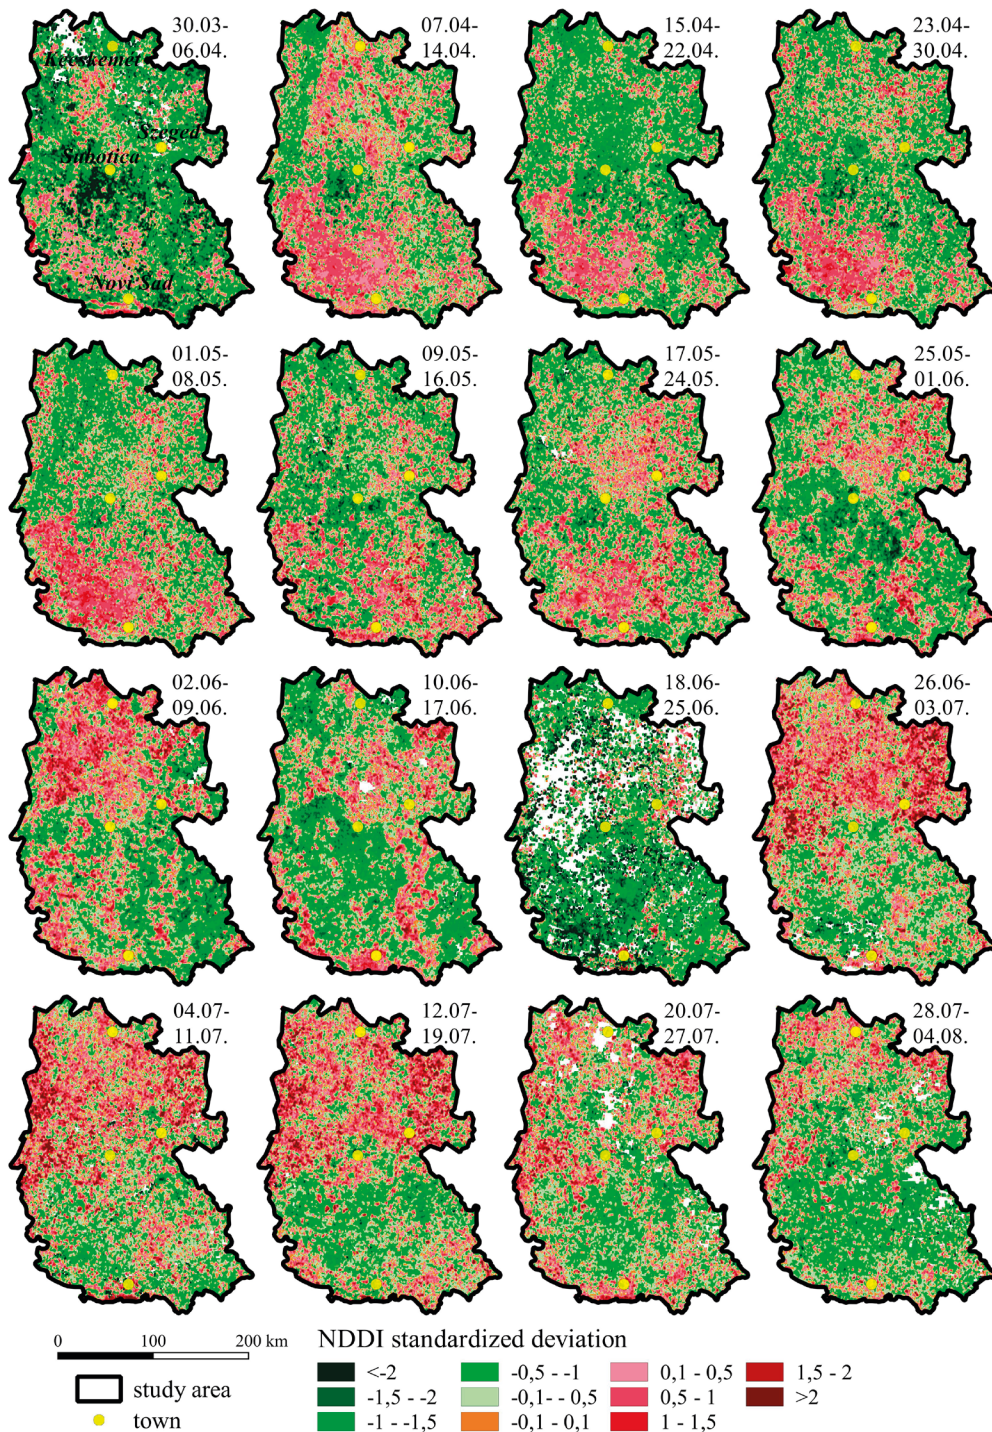 30.03-
06.04.
Kecskemét
Szeged
Subotica
Novi Sad
07.04-
14.04.
15.04-
22.04.
23.04-
30.04.
01.05-
08.05.
09.05-
16.05.
17.05-
24.05.
25.05-
01.06.
02.06-
09.06.
10.06-
17.06.
18.06-
25.06.
26.06-
03.07.
04.07-
11.07.
12.07-
19.07.
20.07-
27.07.
28.07-
04.08.
0 100 200 km
study area
town
NDDI standardized deviation
<-2
-1,5 - -2
-1 - -1,5
-0,5 - -1
-0,1- -0,5
-0,1 - 0,1
0,1 - 0,5
0,5 - 1
1 - 1,5
1,5 - 2
>2